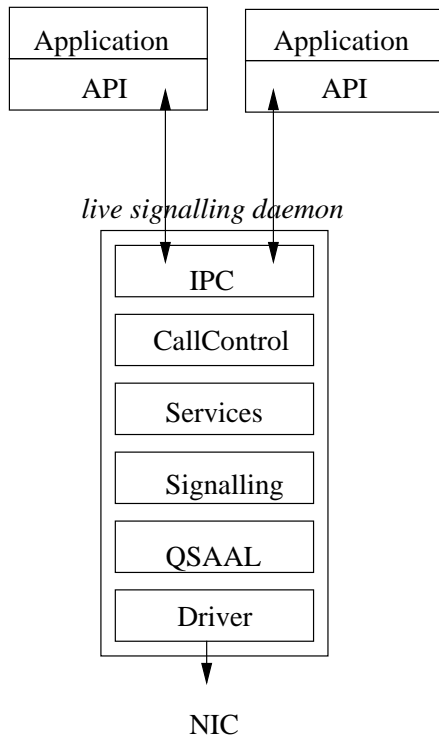 Application
API
Application
API
live signalling daemon
IPC
CallControl
Services
Signalling
QSAAL
Driver
NIC